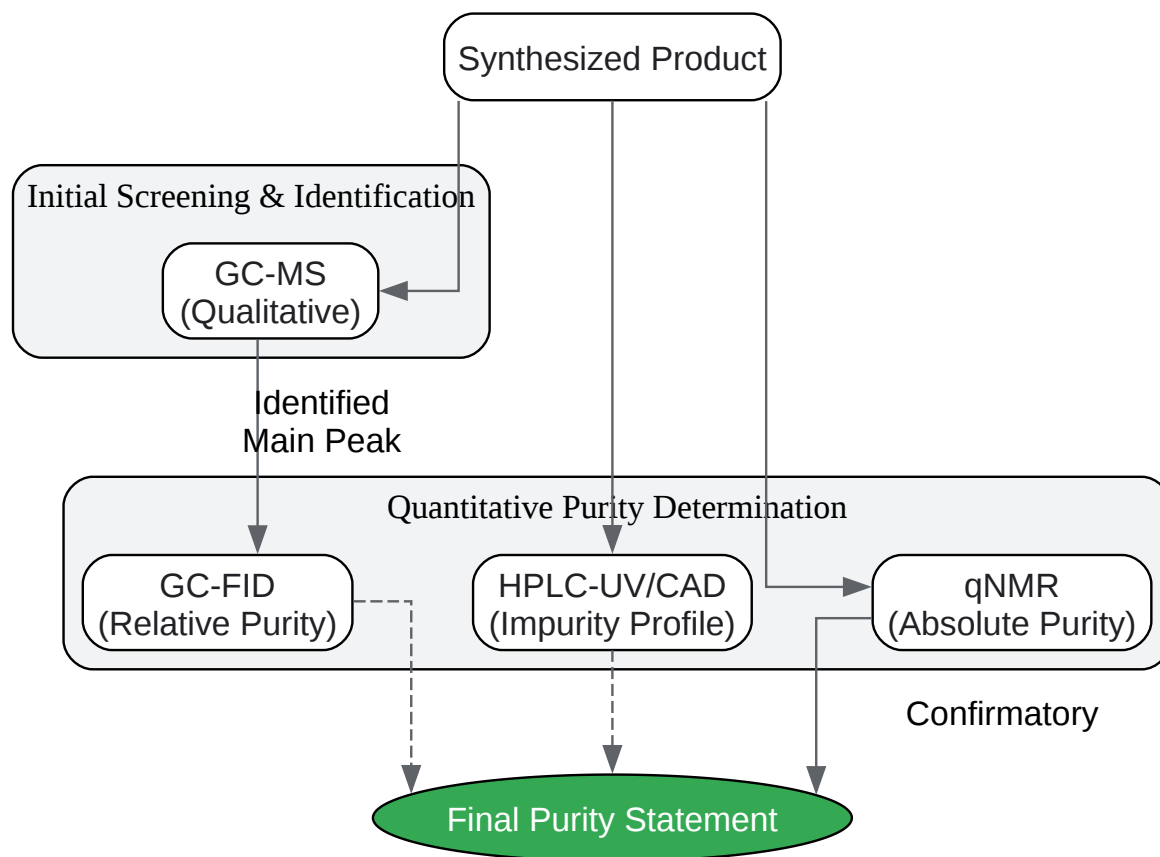 Synthesized Product
Initial Screening & Identification
GC-MS
(Qualitative)
Identified
Main Peak
Quantitative Purity Determination
GC-FID
(Relative Purity)
HPLC-UV/CAD
(Impurity Profile)
qNMR
(Absolute Purity)
Confirmatory
Final Purity Statement